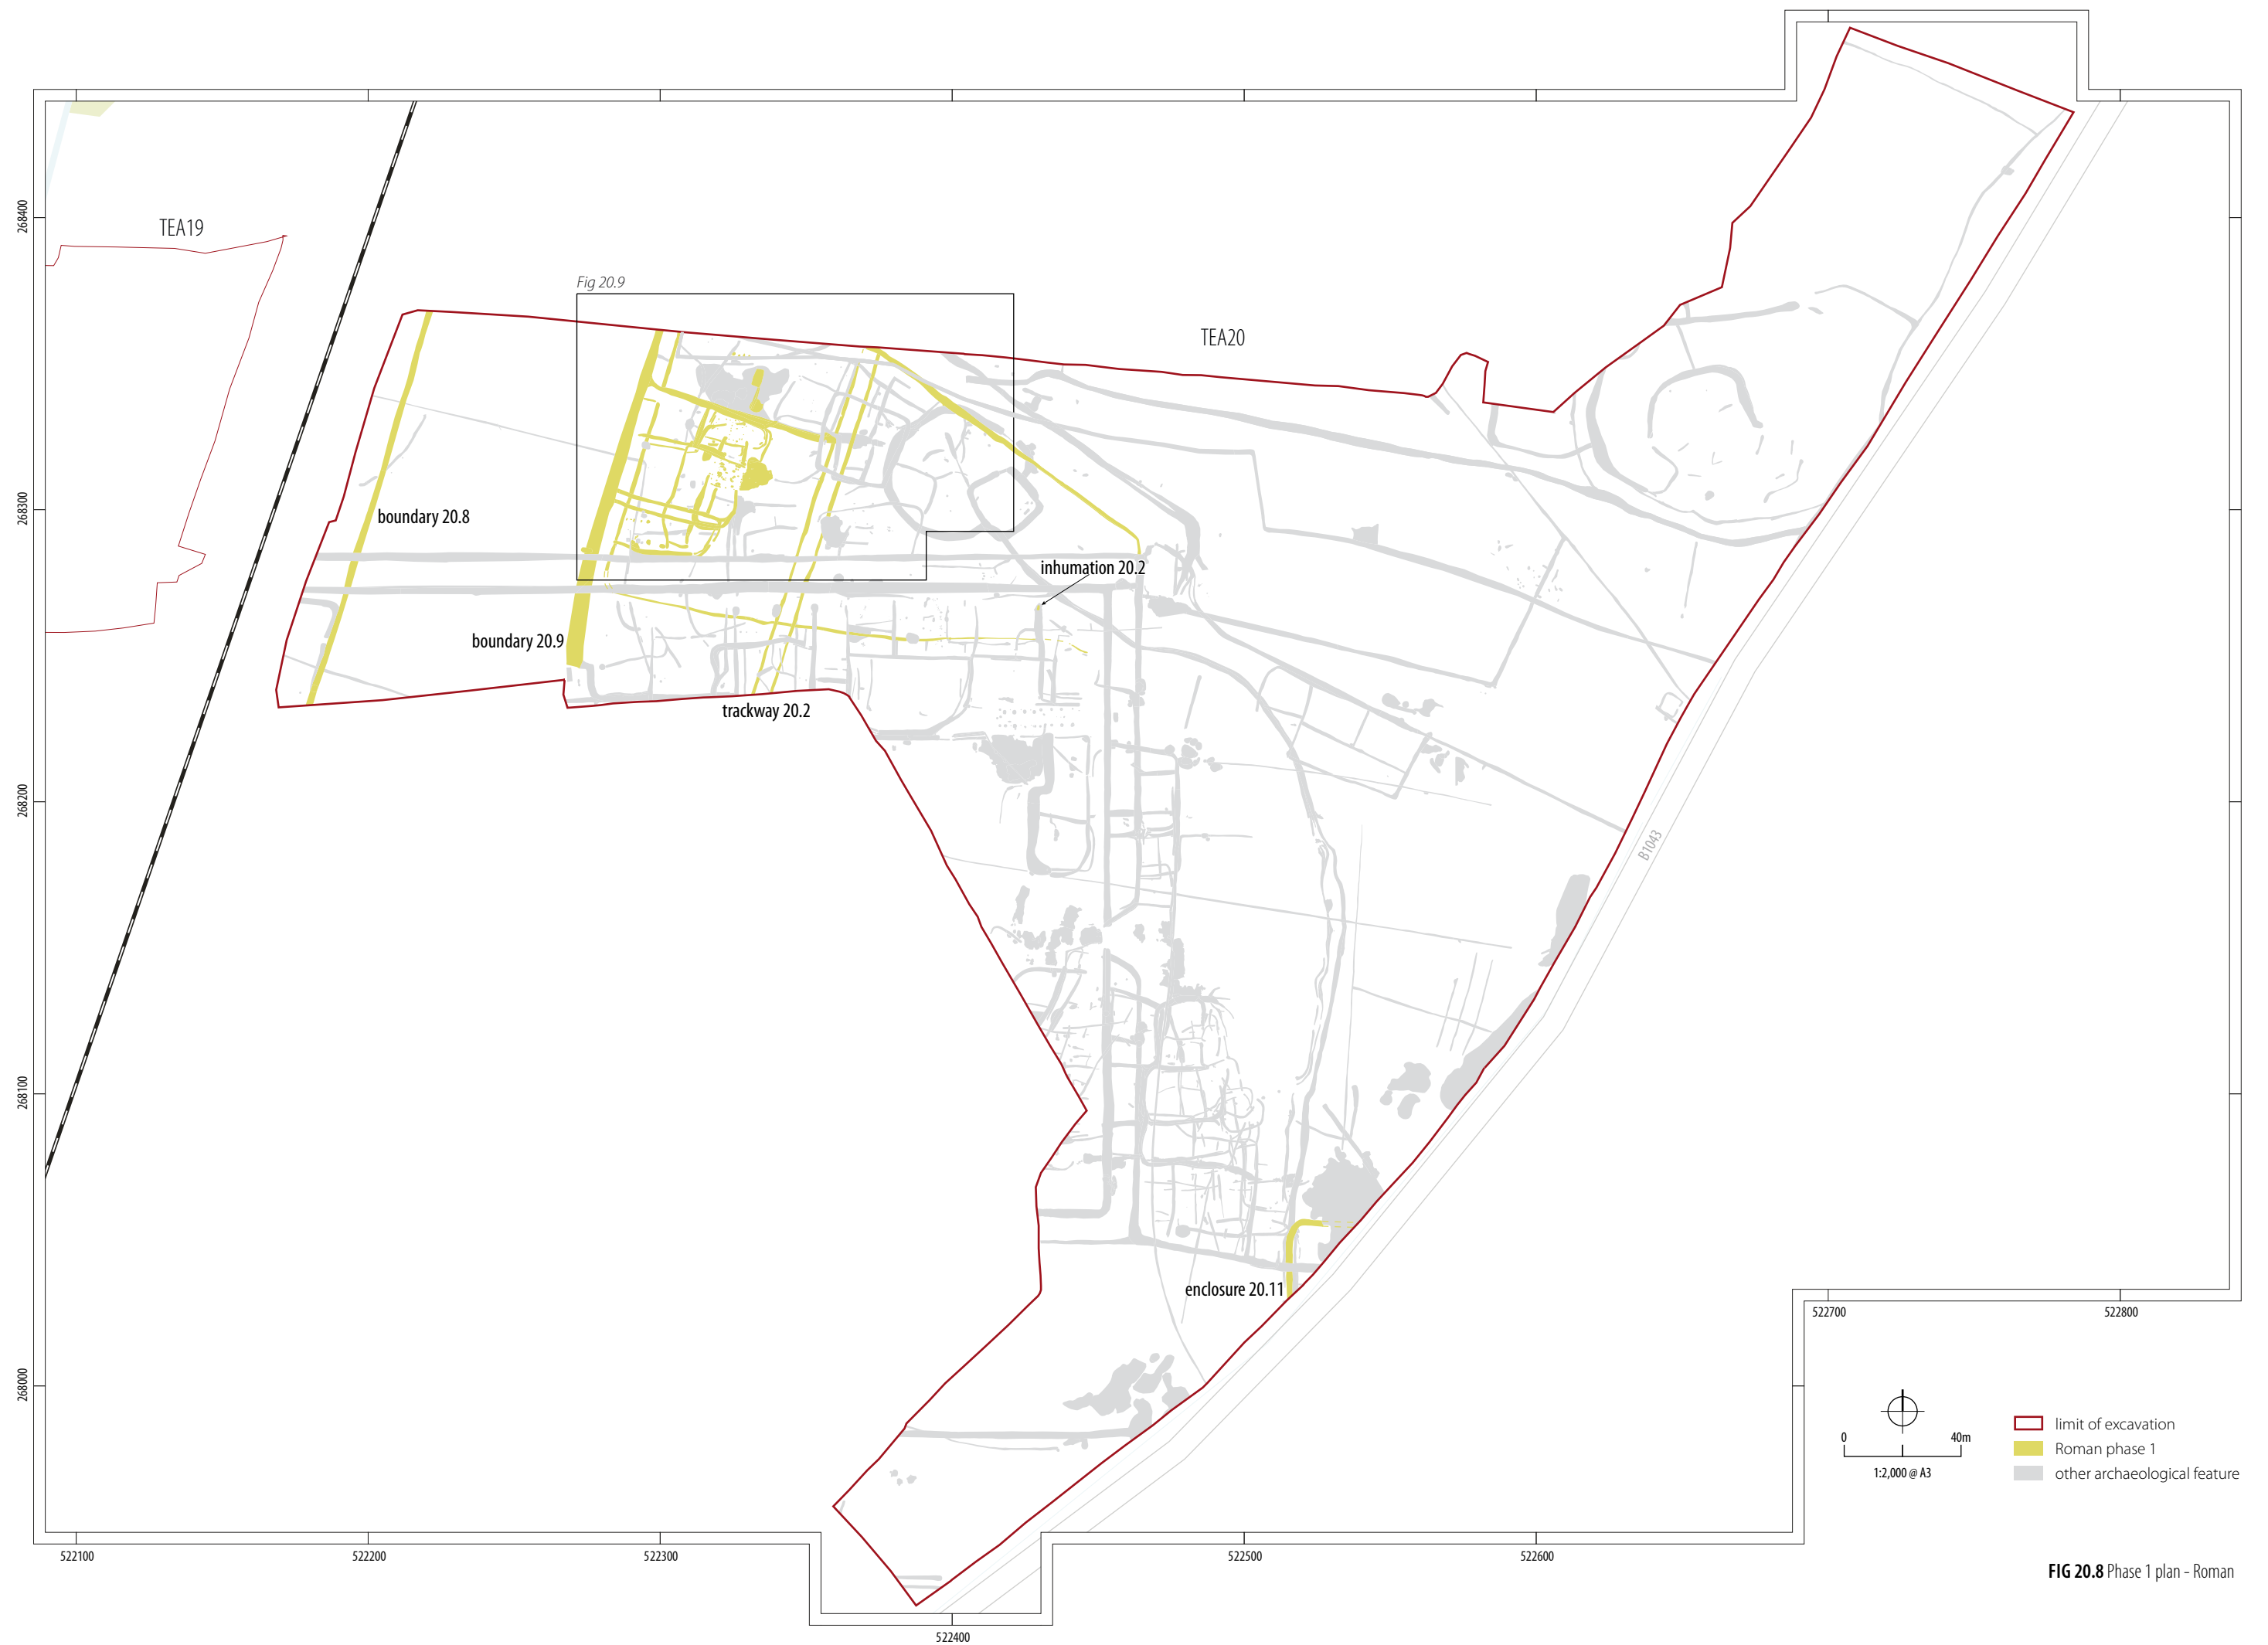 TEA19
Fig 20.9
TEA20
boundary 20.8
inhumation 20.2
boundary 20.9
trackway 20.2
B1043
enclosure 20.11
268400
268300
268200
268100
268000
522700
522800
0 40m
1:2,000 @ A3
limit of excavation
Roman phase 1
other archaeological feature
522100
522200
522300
522400
522500
522600
FIG 20.8 Phase 1 plan - Roman